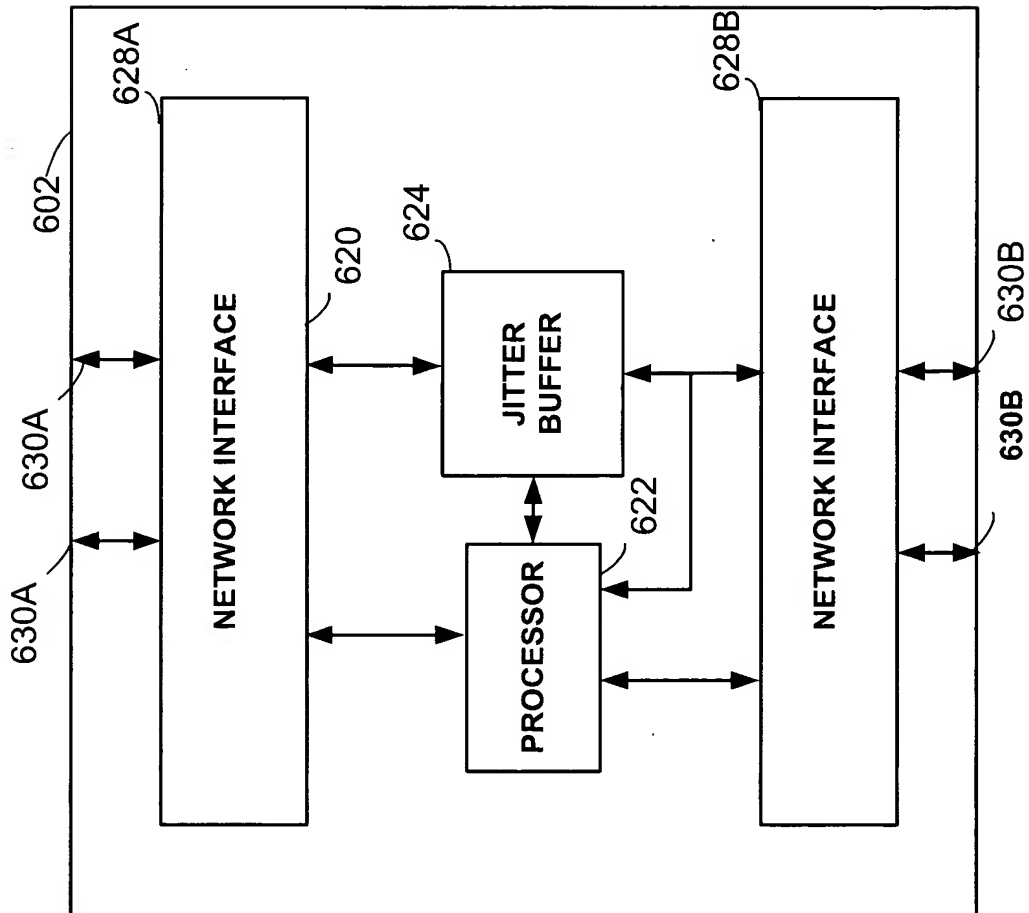 602
628A
630A
630A
NETWORK INTERFACE
620
624
JITTER
BUFFER
622
PROCESSOR
628B
NETWORK INTERFACE
630B
630B